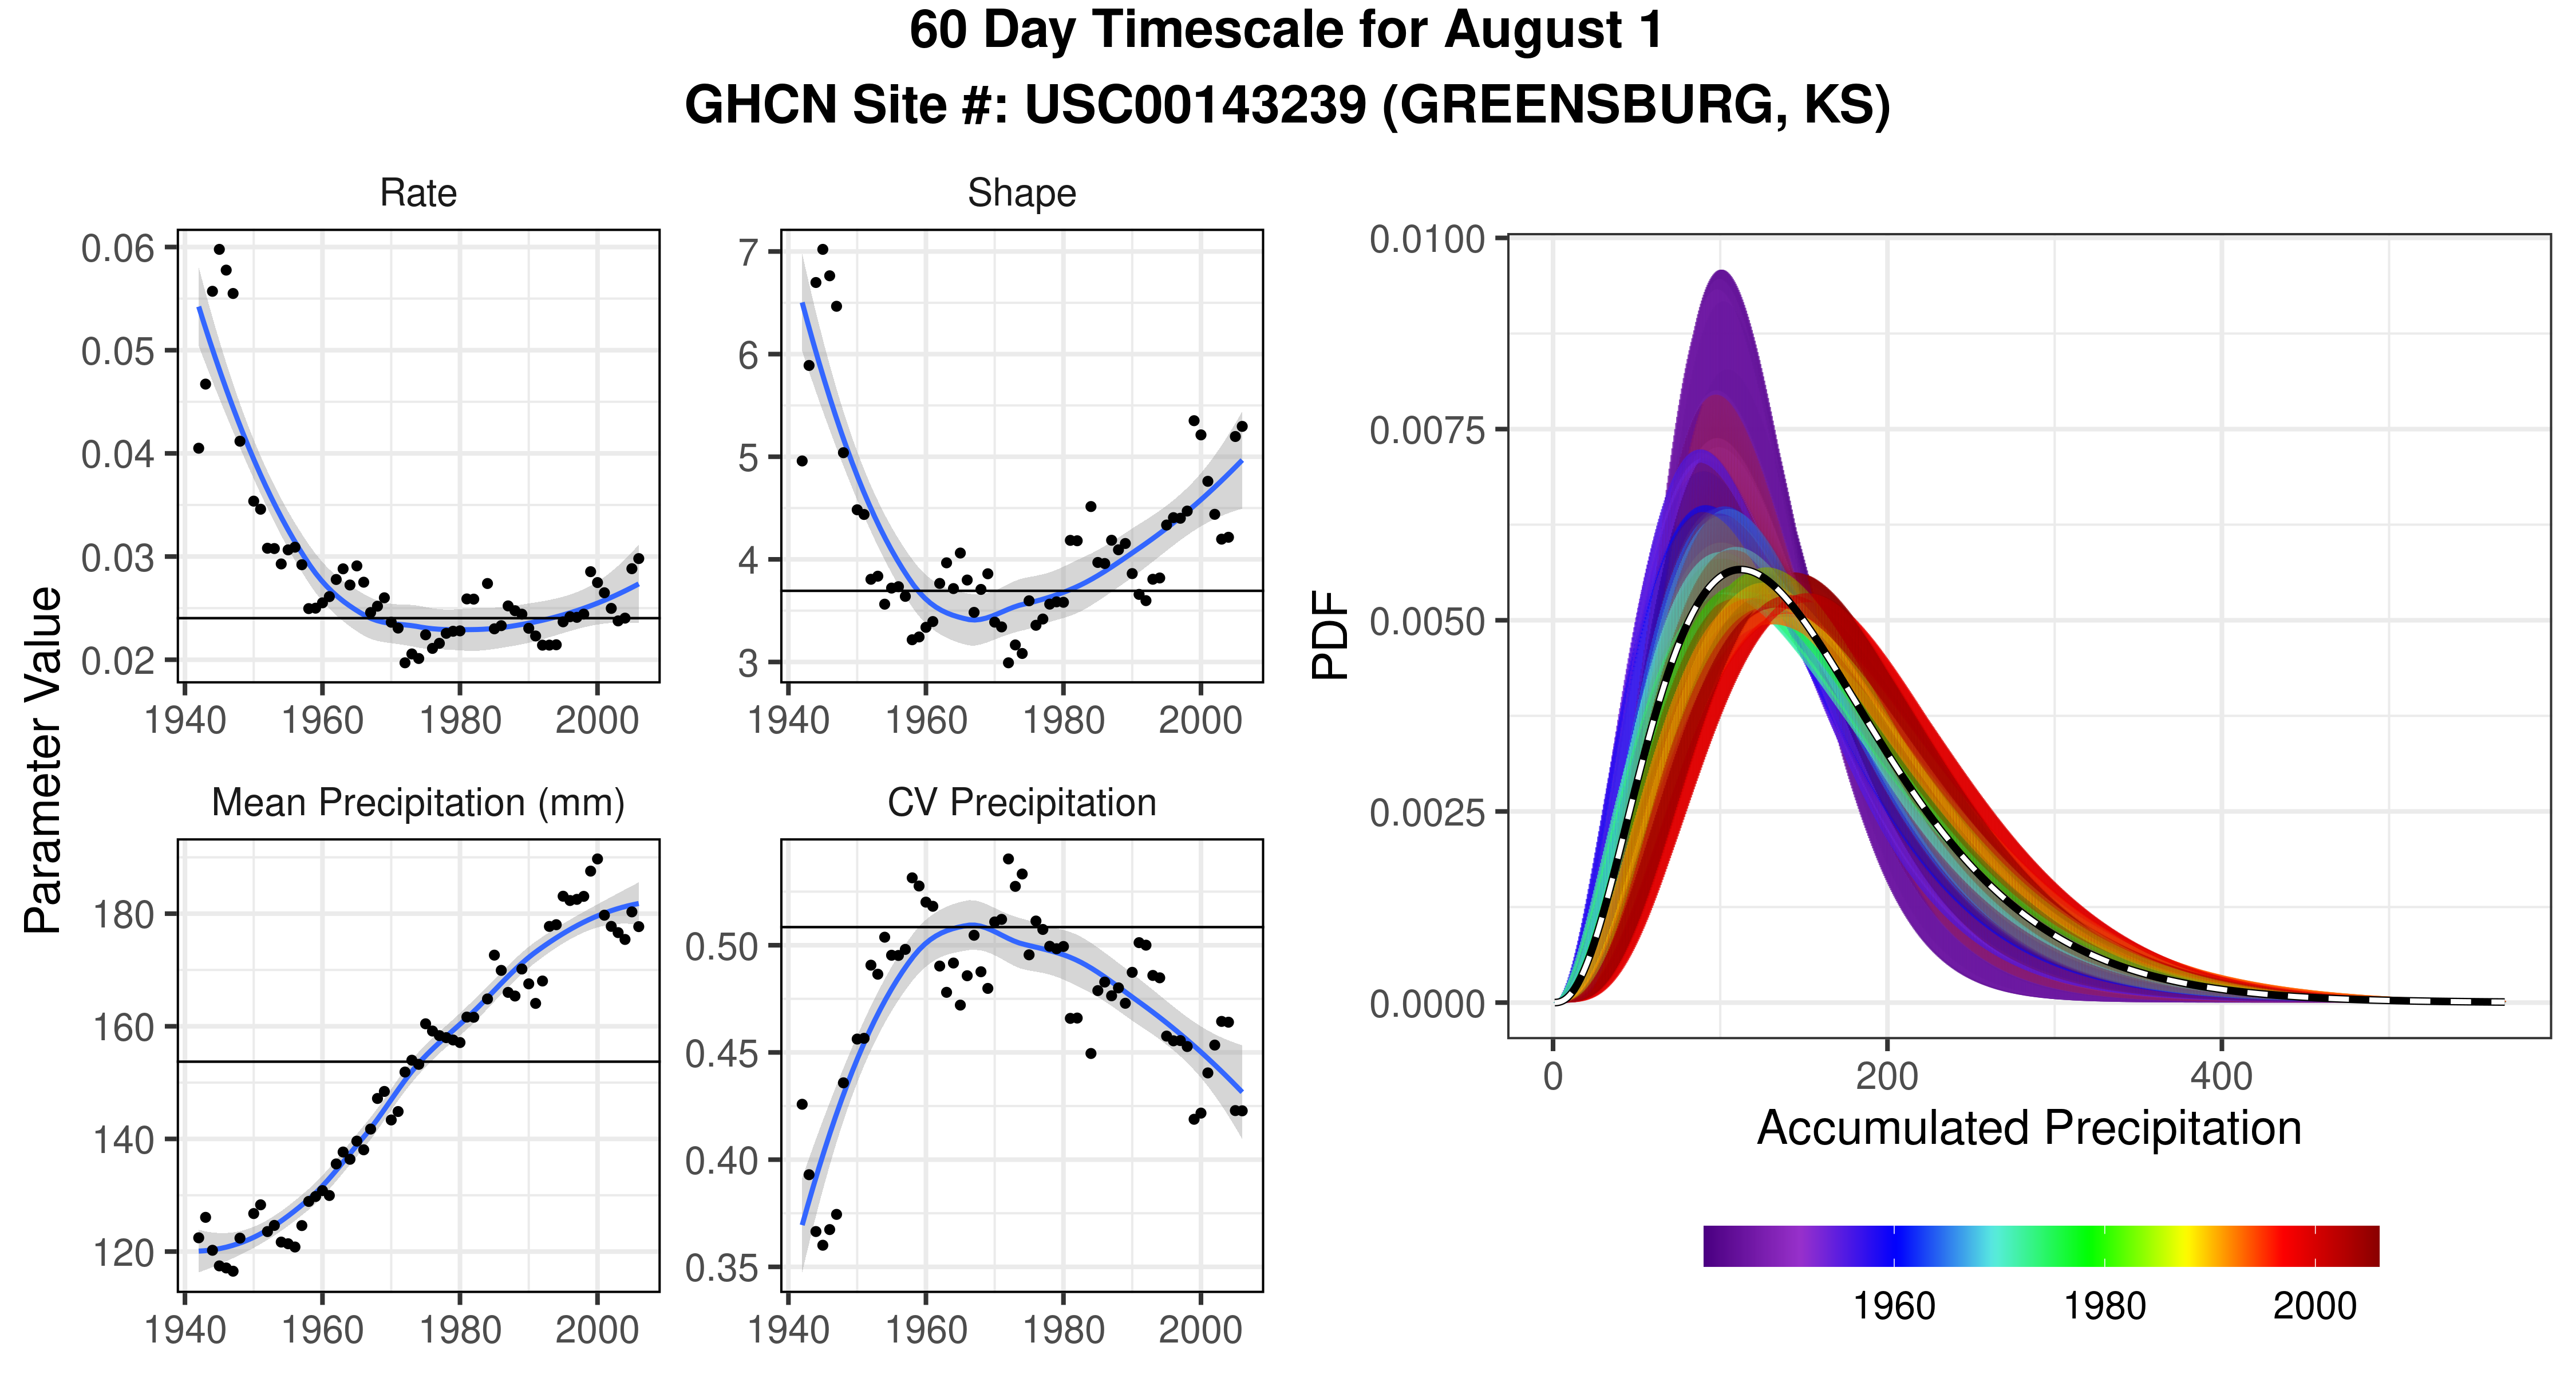 60 Day Timescale for August 1
GHCN Site #: USC00143239 (GREENSBURG, KS)
Parameter Value
Rate
0.06
0.05
0.04
0.03
0.02
1940 1960 1980 2000
Shape
7
6
5
4
3
1940 1960 1980 2000
Mean Precipitation (mm)
180
160
140
120
1940 1960 1980 2000
CV Precipitation
0.50
0.45
0.40
0.35
1940 1960 1980 2000
PDF
0.0100
0.0075
0.0050
0.0025
0.0000
0 200 400
Accumulated Precipitation
1960 1980 2000